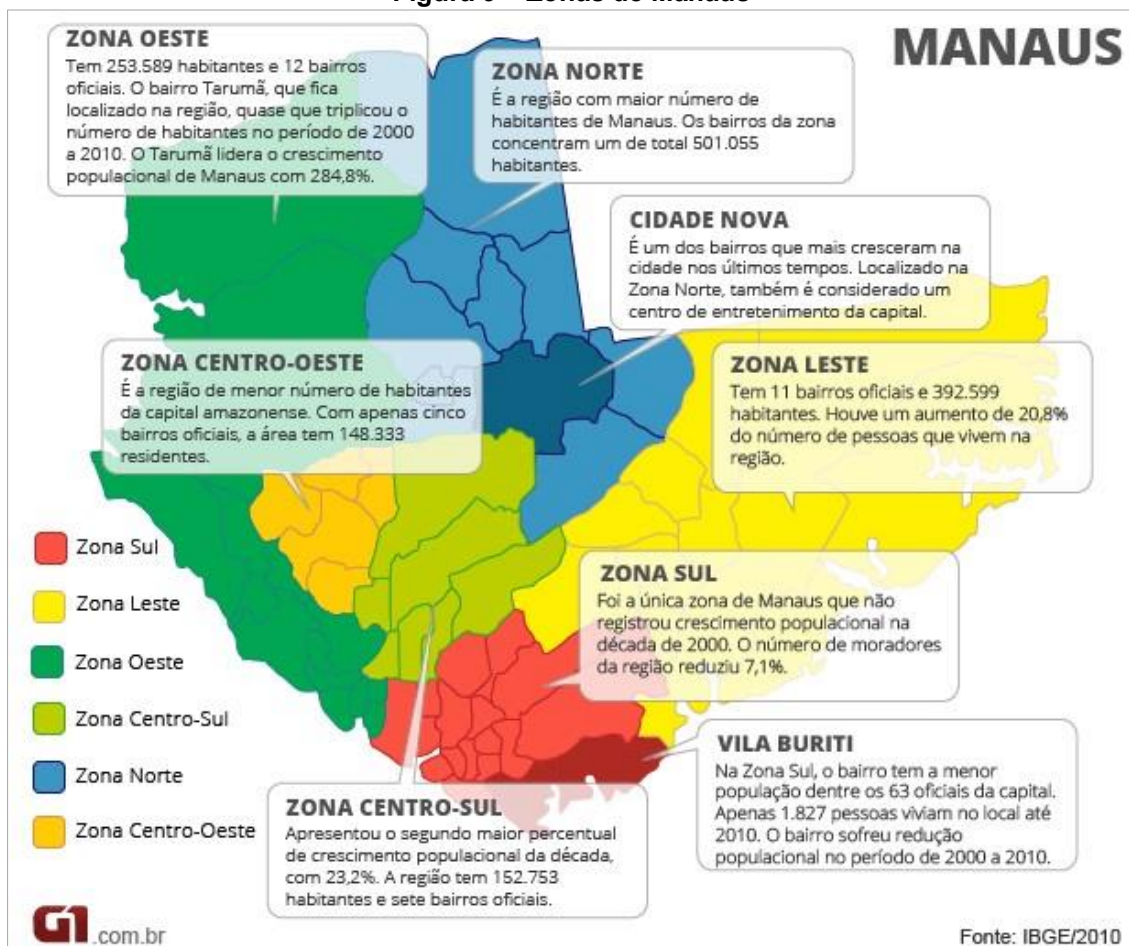 MANAUS
ZONA OESTE
Tem 253.589 habitantes e 12 bairros
oficiais. O bairro Tarumã, que fica
localizado na região, quase que triplicou o
número de habitantes no período de 2000
a 2010. O Tarumã lidera o crescimento
populacional de Manaus com 284,8%.
ZONA NORTE
É a região com maior número de
habitantes de Manaus. Os bairros da zona
concentram um de total 501.055
habitantes.
CIDADE NOVA
É um dos bairros que mais cresceram na
cidade nos últimos tempos. Localizado na
Zona Norte, também é considerado um
centro de entretenimento da capital.
ZONA CENTRO-OESTE
É a região de menor número de habitantes
da capital amazonense. Com apenas cinco
bairros oficiais, a área tem 148.333
residentes.
ZONA LESTE
Tem 11 bairros oficiais e 392.599
habitantes. Houve um aumento de 20,8%
do número de pessoas que vivem na
região.
Zona Sul
Zona Leste
Zona Oeste
Zona Centro-Sul
Zona Norte
Zona Centro-Oeste
ZONA SUL
Foi a única zona de Manaus que não
registrou crescimento populacional na
década de 2000. O número de moradores
da região reduziu 7,1%.
VILA BURITI
Na Zona Sul, o bairro tem a menor
população dentre os 63 oficiais da capital.
Apenas 1.827 pessoas viviam no local até
2010. O bairro sofreu redução
populacional no período de 2000 a 2010.
ZONA CENTRO-SUL
Apresentou o segundo maior percentual
de crescimento populacional da década,
com 23,2%. A região tem 152.753
habitantes e sete bairros oficiais.
G1.com.br
Fonte: IBGE/2010